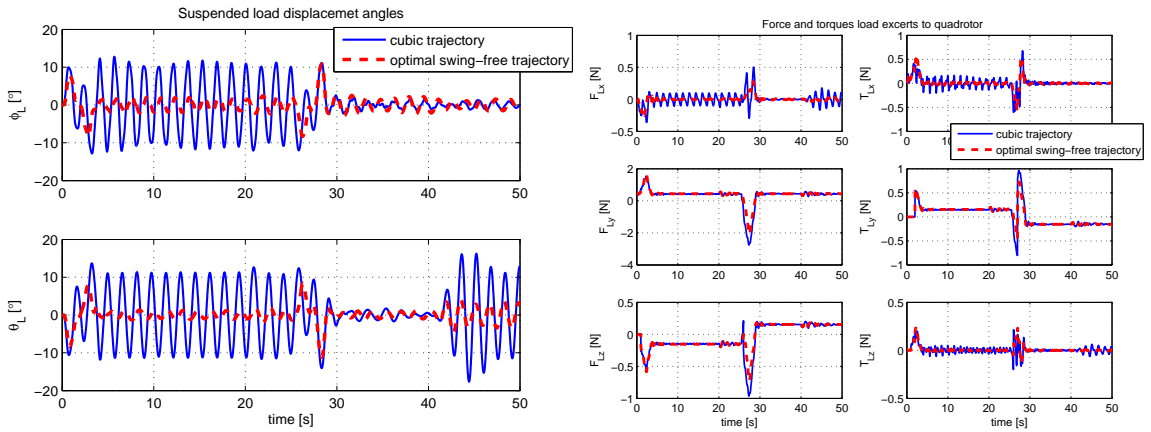 Suspended load displacemet angles
cubic trajectory
optimal swing−free trajectory
ϕL [°]
20
10
0
−10
−20
0 10 20 30 40 50
θL [°]
20
10
0
−10
−20
0 10 20 30 40 50
time [s]
Force and torques load excerts to quadrotor
FLx [N]
1
0.5
0
−0.5
0 10 20 30 40 50
TLx [N]
1
0.5
0
−0.5
−1
0 10 20 30 40 50
cubic trajectory
optimal swing−free trajectory
FLy [N]
2
0
−2
−4
0 10 20 30 40 50
TLy [N]
1
0.5
0
−0.5
−1
0 10 20 30 40 50
FLz [N]
0.5
0
−0.5
−1
0 10 20 30 40 50
time [s]
TLz [N]
0.5
0
−0.5
0 10 20 30 40 50
time [s]